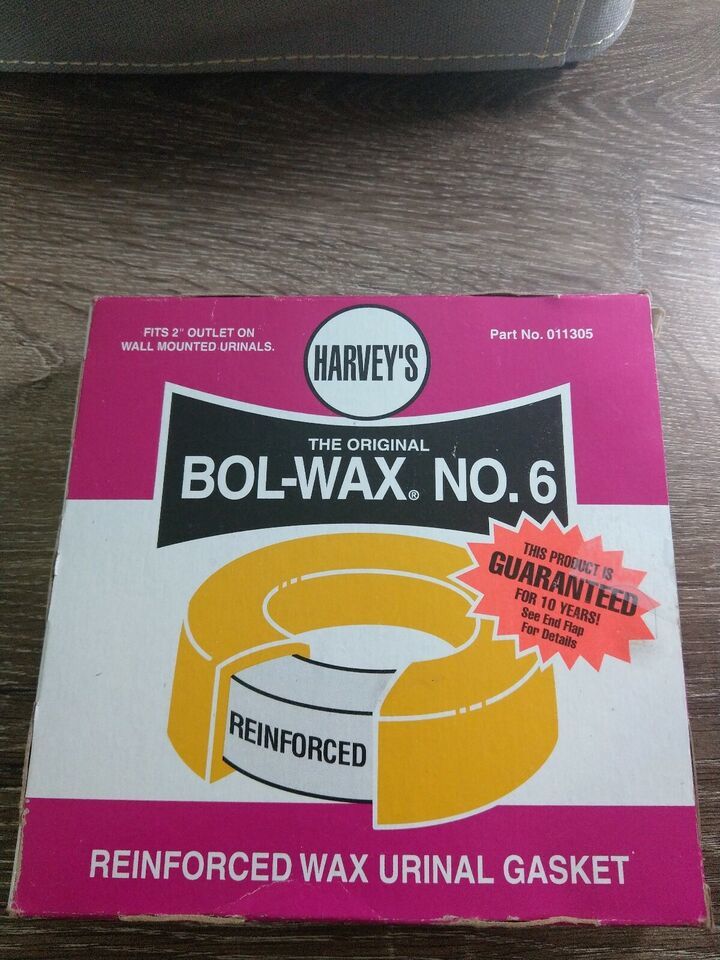 FITS 2" OUTLET ON
WALL MOUNTED URINALS.
HARVEY'S
Part No. 011305
THE ORIGINAL
BOL-WAX® NO. 6
THIS PRODUCT IS
GUARANTEED
FOR 10 YEARS!
See End Flap
For Details
REINFORCED
REINFORCED WAX URINAL GASKET